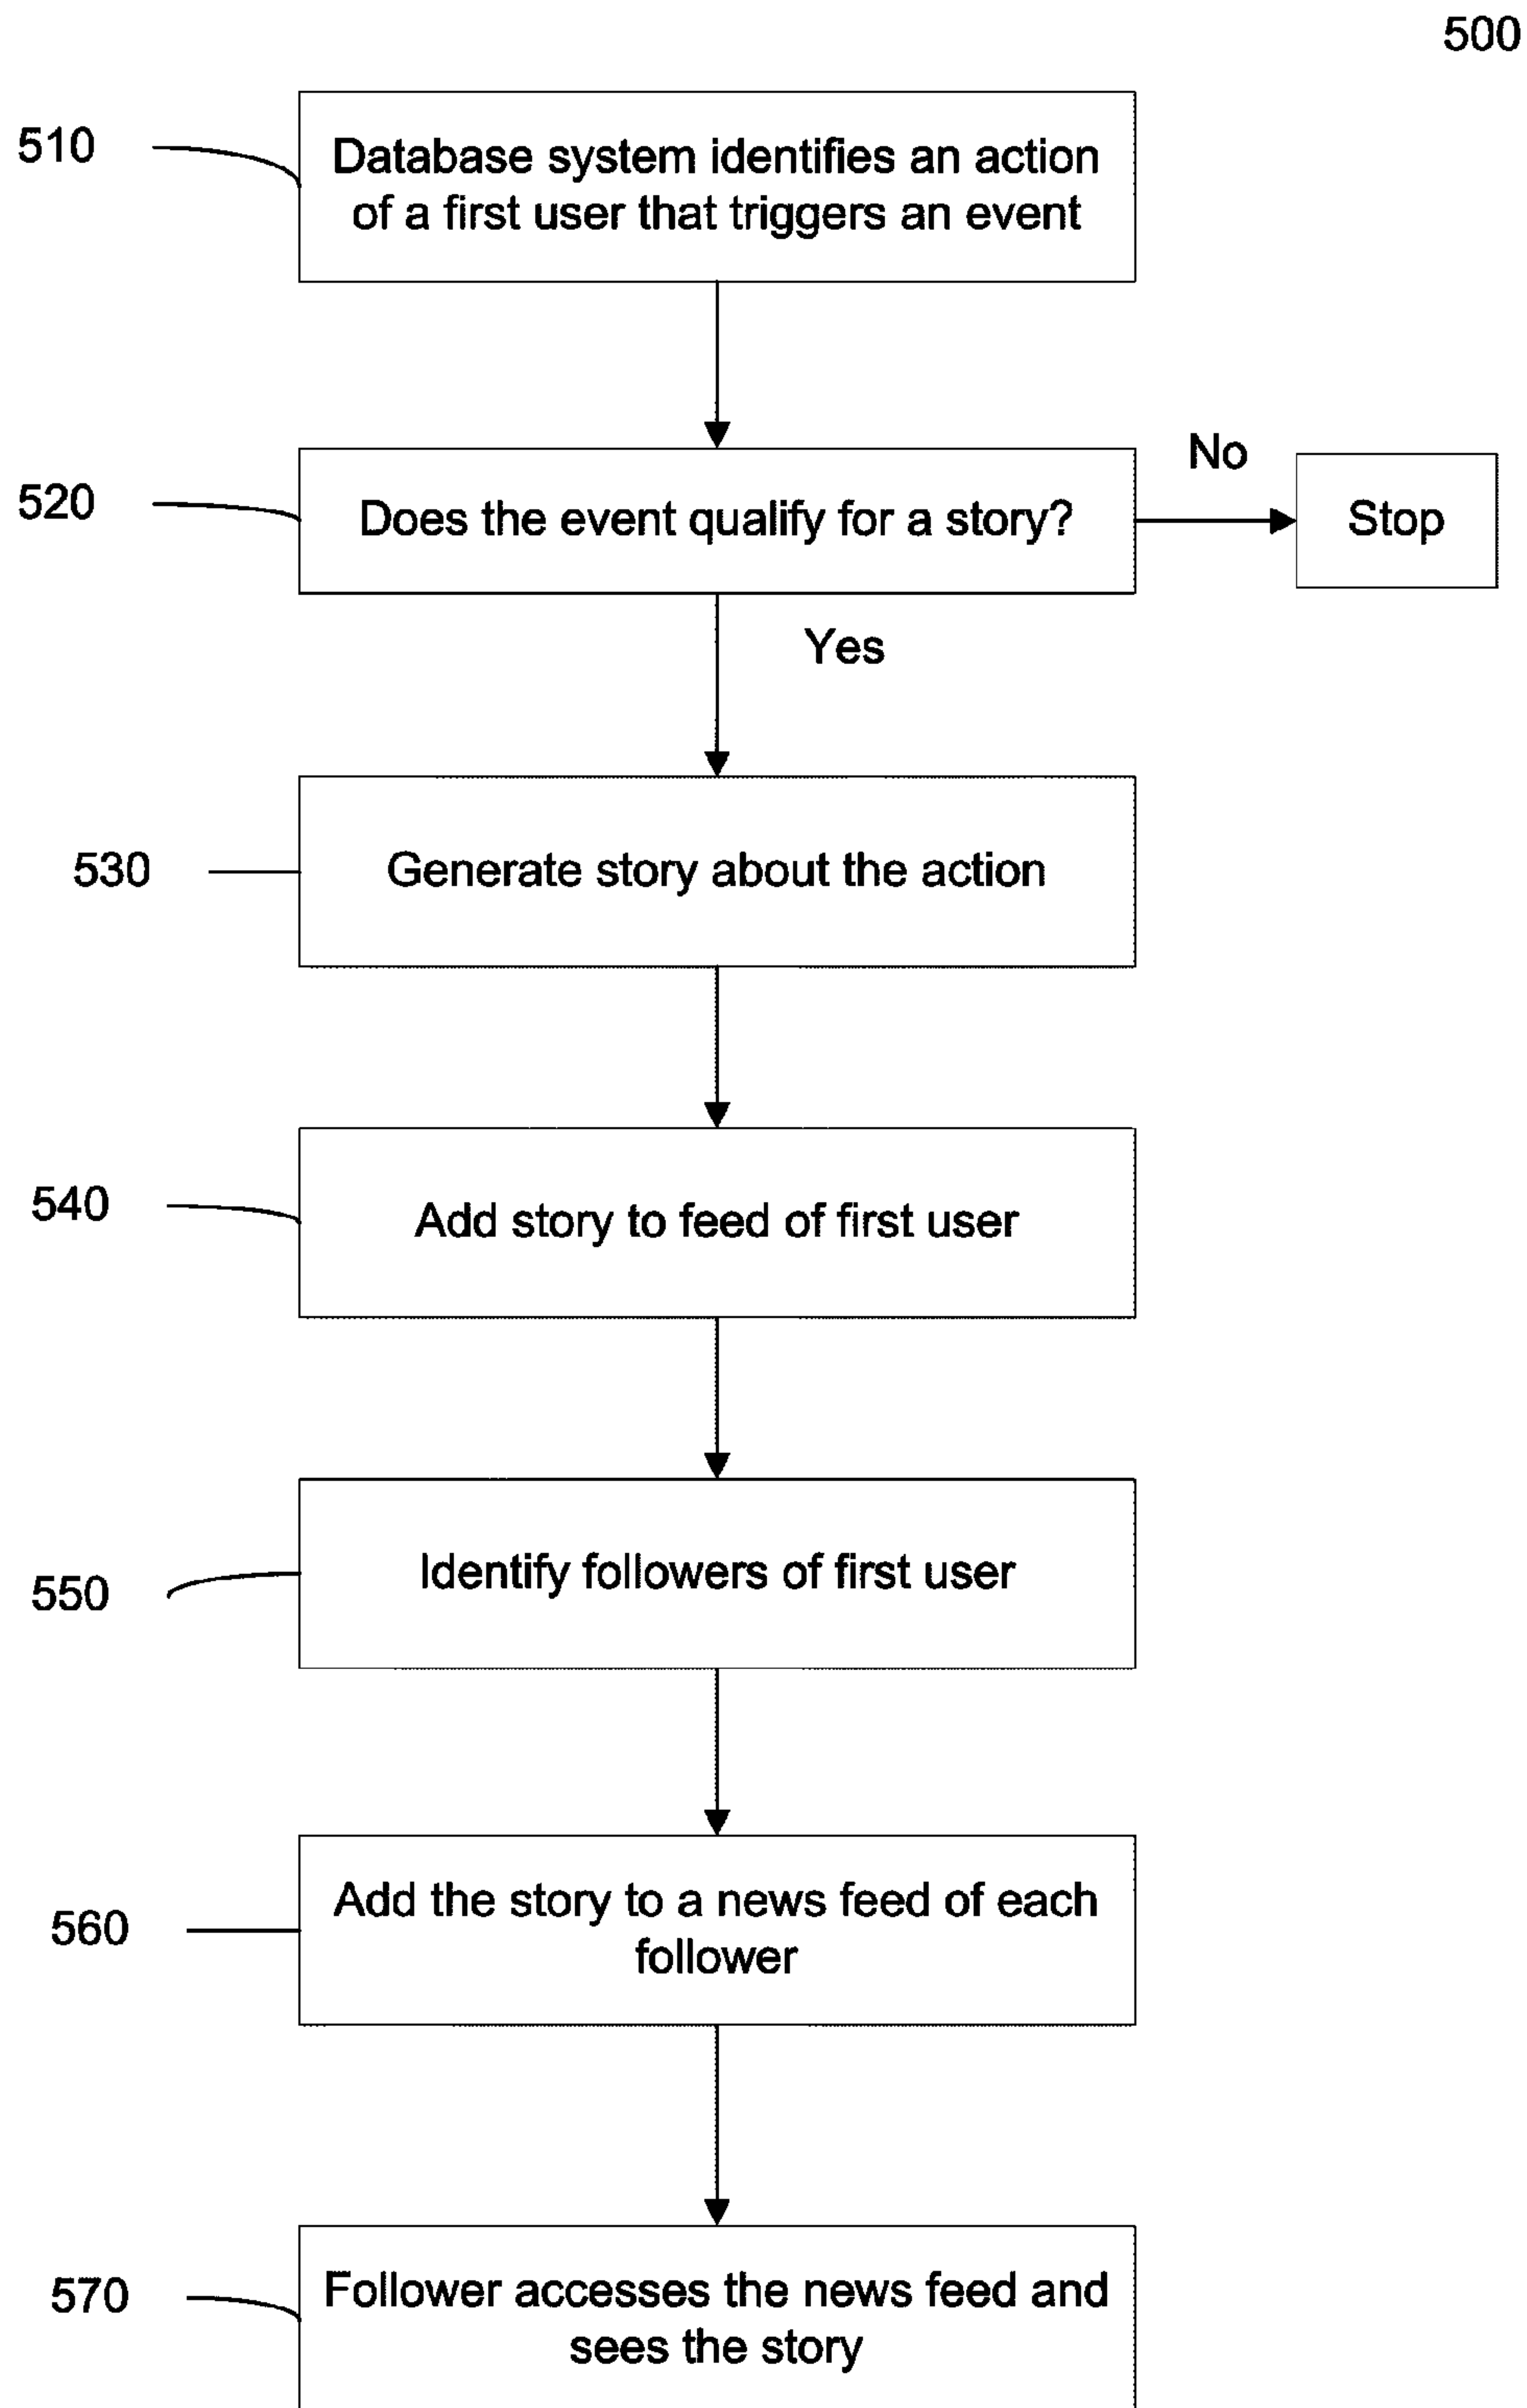 500
510
Database system identifies an action
of a first user that triggers an event
520
Does the event qualify for a story?
No
Stop
Yes
530
Generate story about the action
540
Add story to feed of first user
550
Identify followers of first user
560
Add the story to a news feed of each
follower
570
Follower accesses the news feed and
sees the story